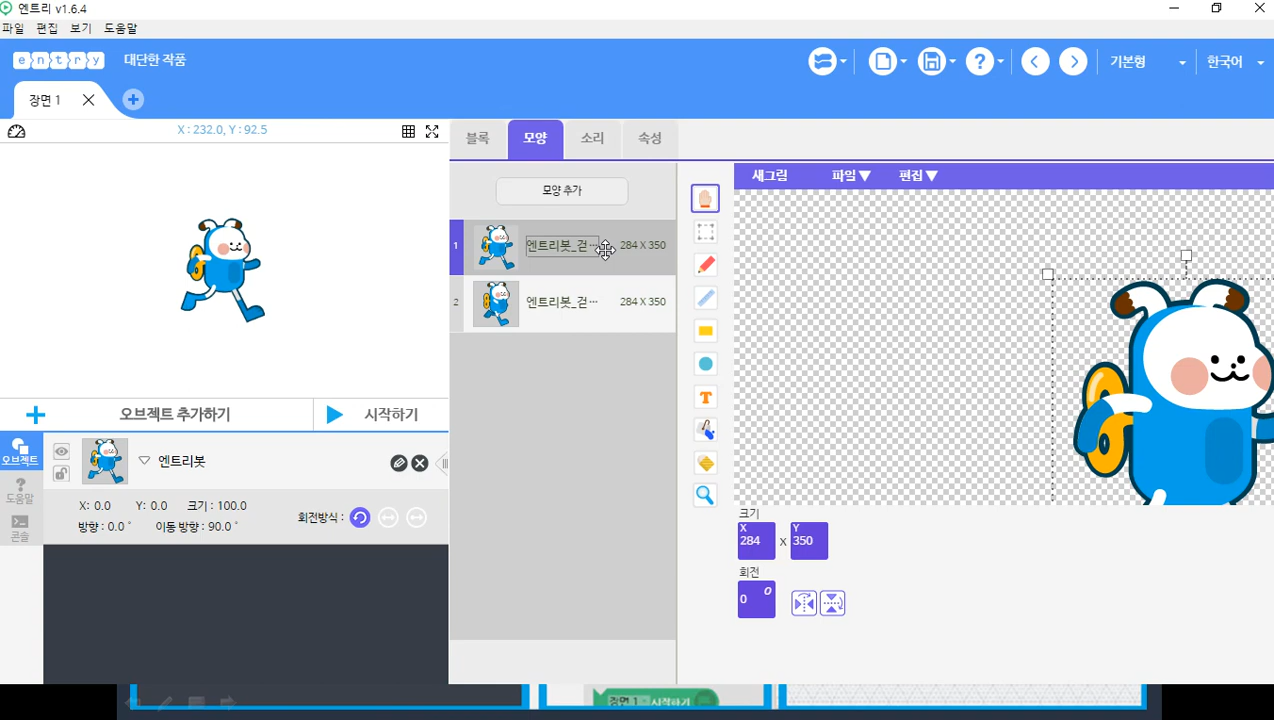 엔트리 v1.6.4
파일 편집 보기 도움말
entry 대단한 작품 기본형 한국어
장면 1
X : 232.0, Y : 92.5
블록 모양 소리 속성
모양 추가
새그림 파일▼ 편집▼
1 엔트리봇_걷··· 284 X 350
2 엔트리봇_걷··· 284 X 350
T
오브젝트 추가하기 시작하기
오브젝트
엔트리봇
도움말
콘솔
X: 0.0 Y: 0.0 크기 : 100.0
방향 : 0.0 ˚ 이동 방향 : 90.0 ˚
회전방식 :
크기
X 284 x Y 350
회전
0 o
장면 1 시작하기